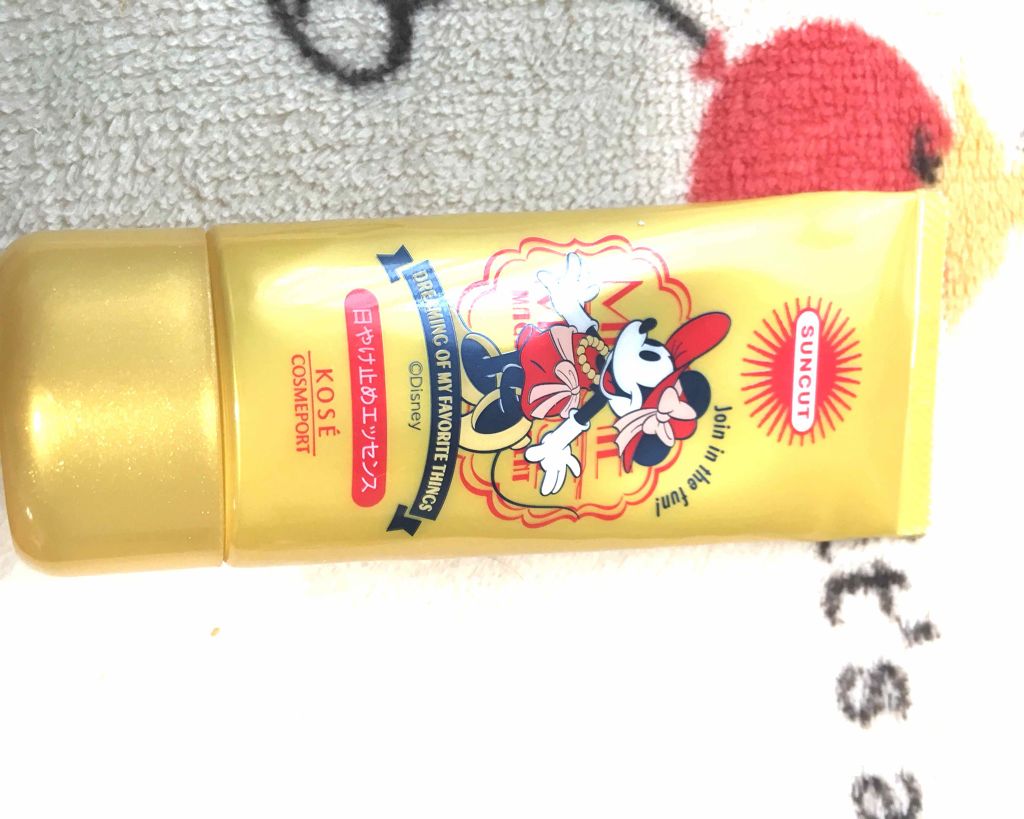 SUNCUT
Join in the fun!
DREAMING OF MY FAVORITE THINGS
©Disney
日やけ止めエッセンス
KOSÉ
COSMEPORT